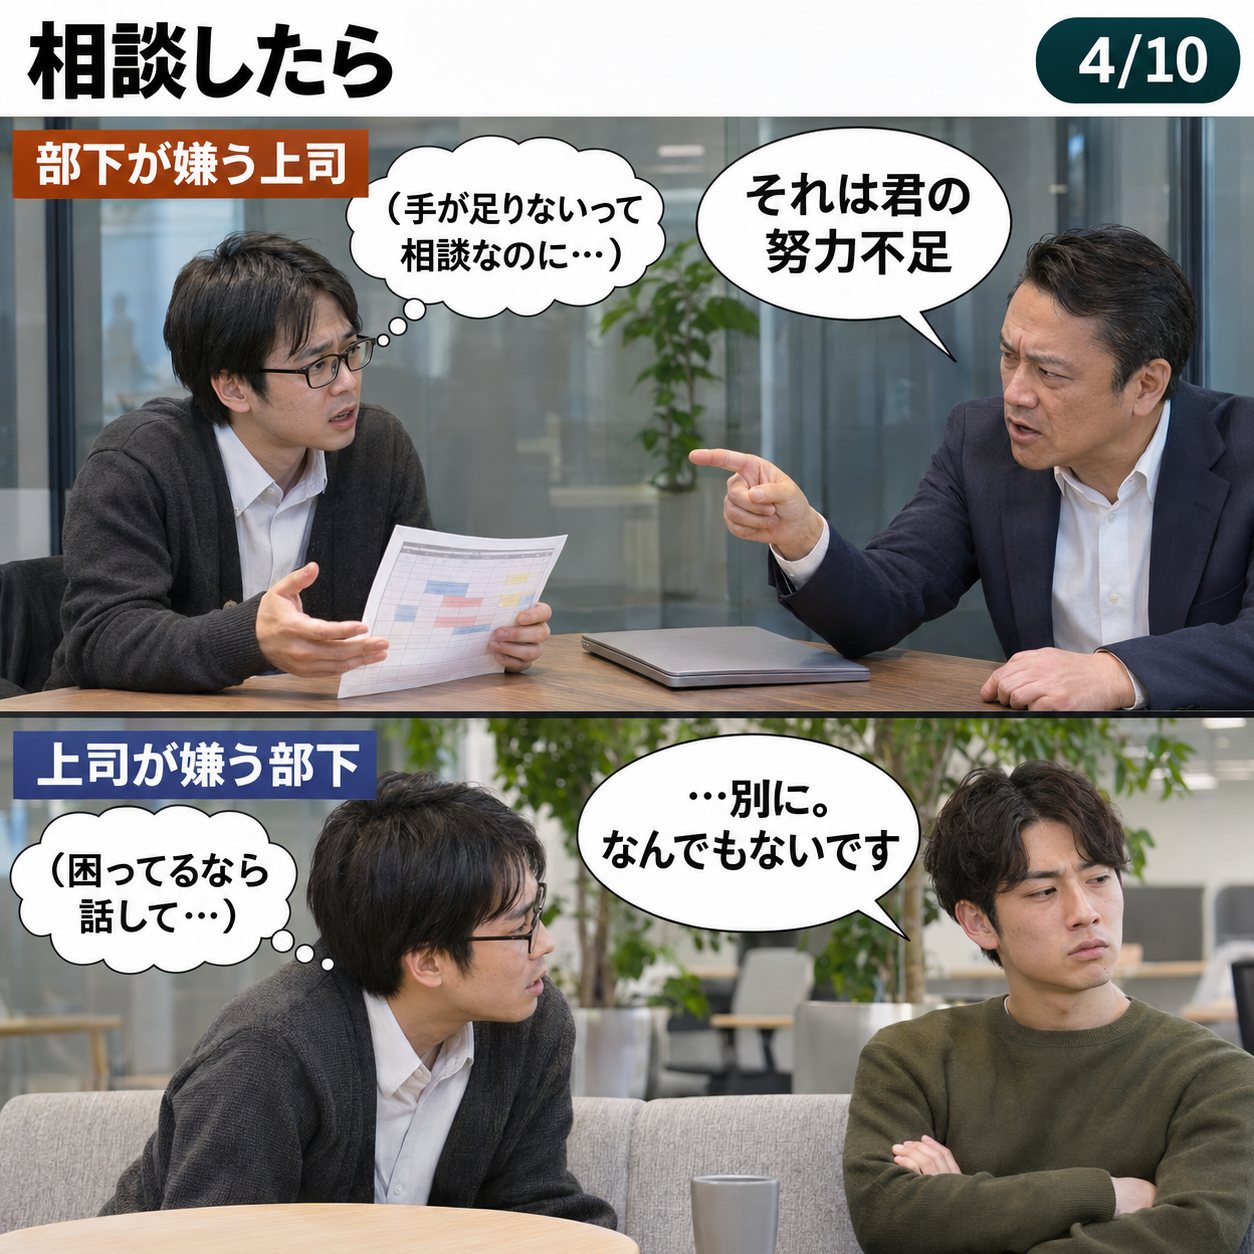 相談したら
4/10
部下が嫌う上司
（手が足りないって
相談なのに…）
それは君の
努力不足
上司が嫌う部下
（困ってるなら
話して…）
…別に。
なんでもないです